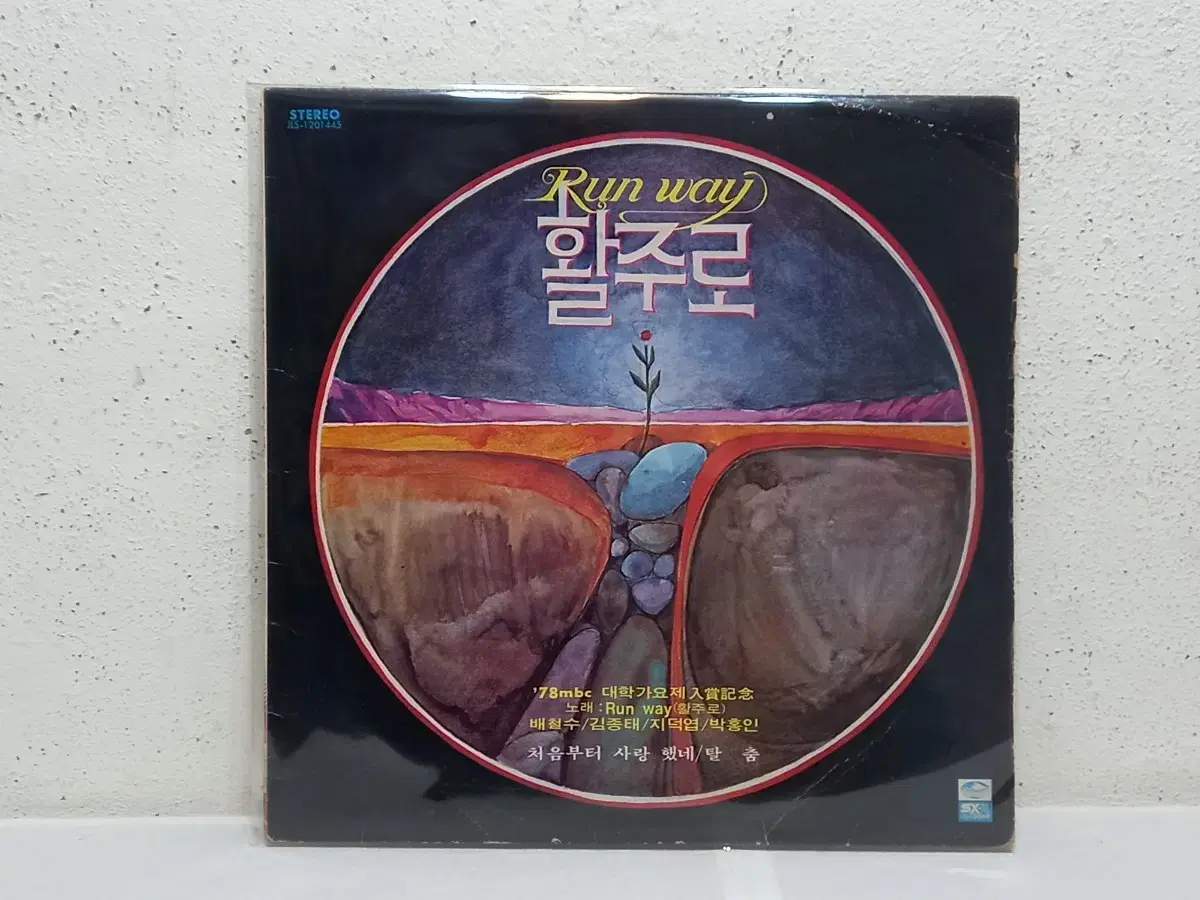 STEREO
JLS-1201445
Run way
활주로
'78mbc 대학가요제 入賞記念
노래 : Run way(활주로)
배철수/김종태/지덕엽/박홍인
처음부터 사랑 했네/탈 춤
SX